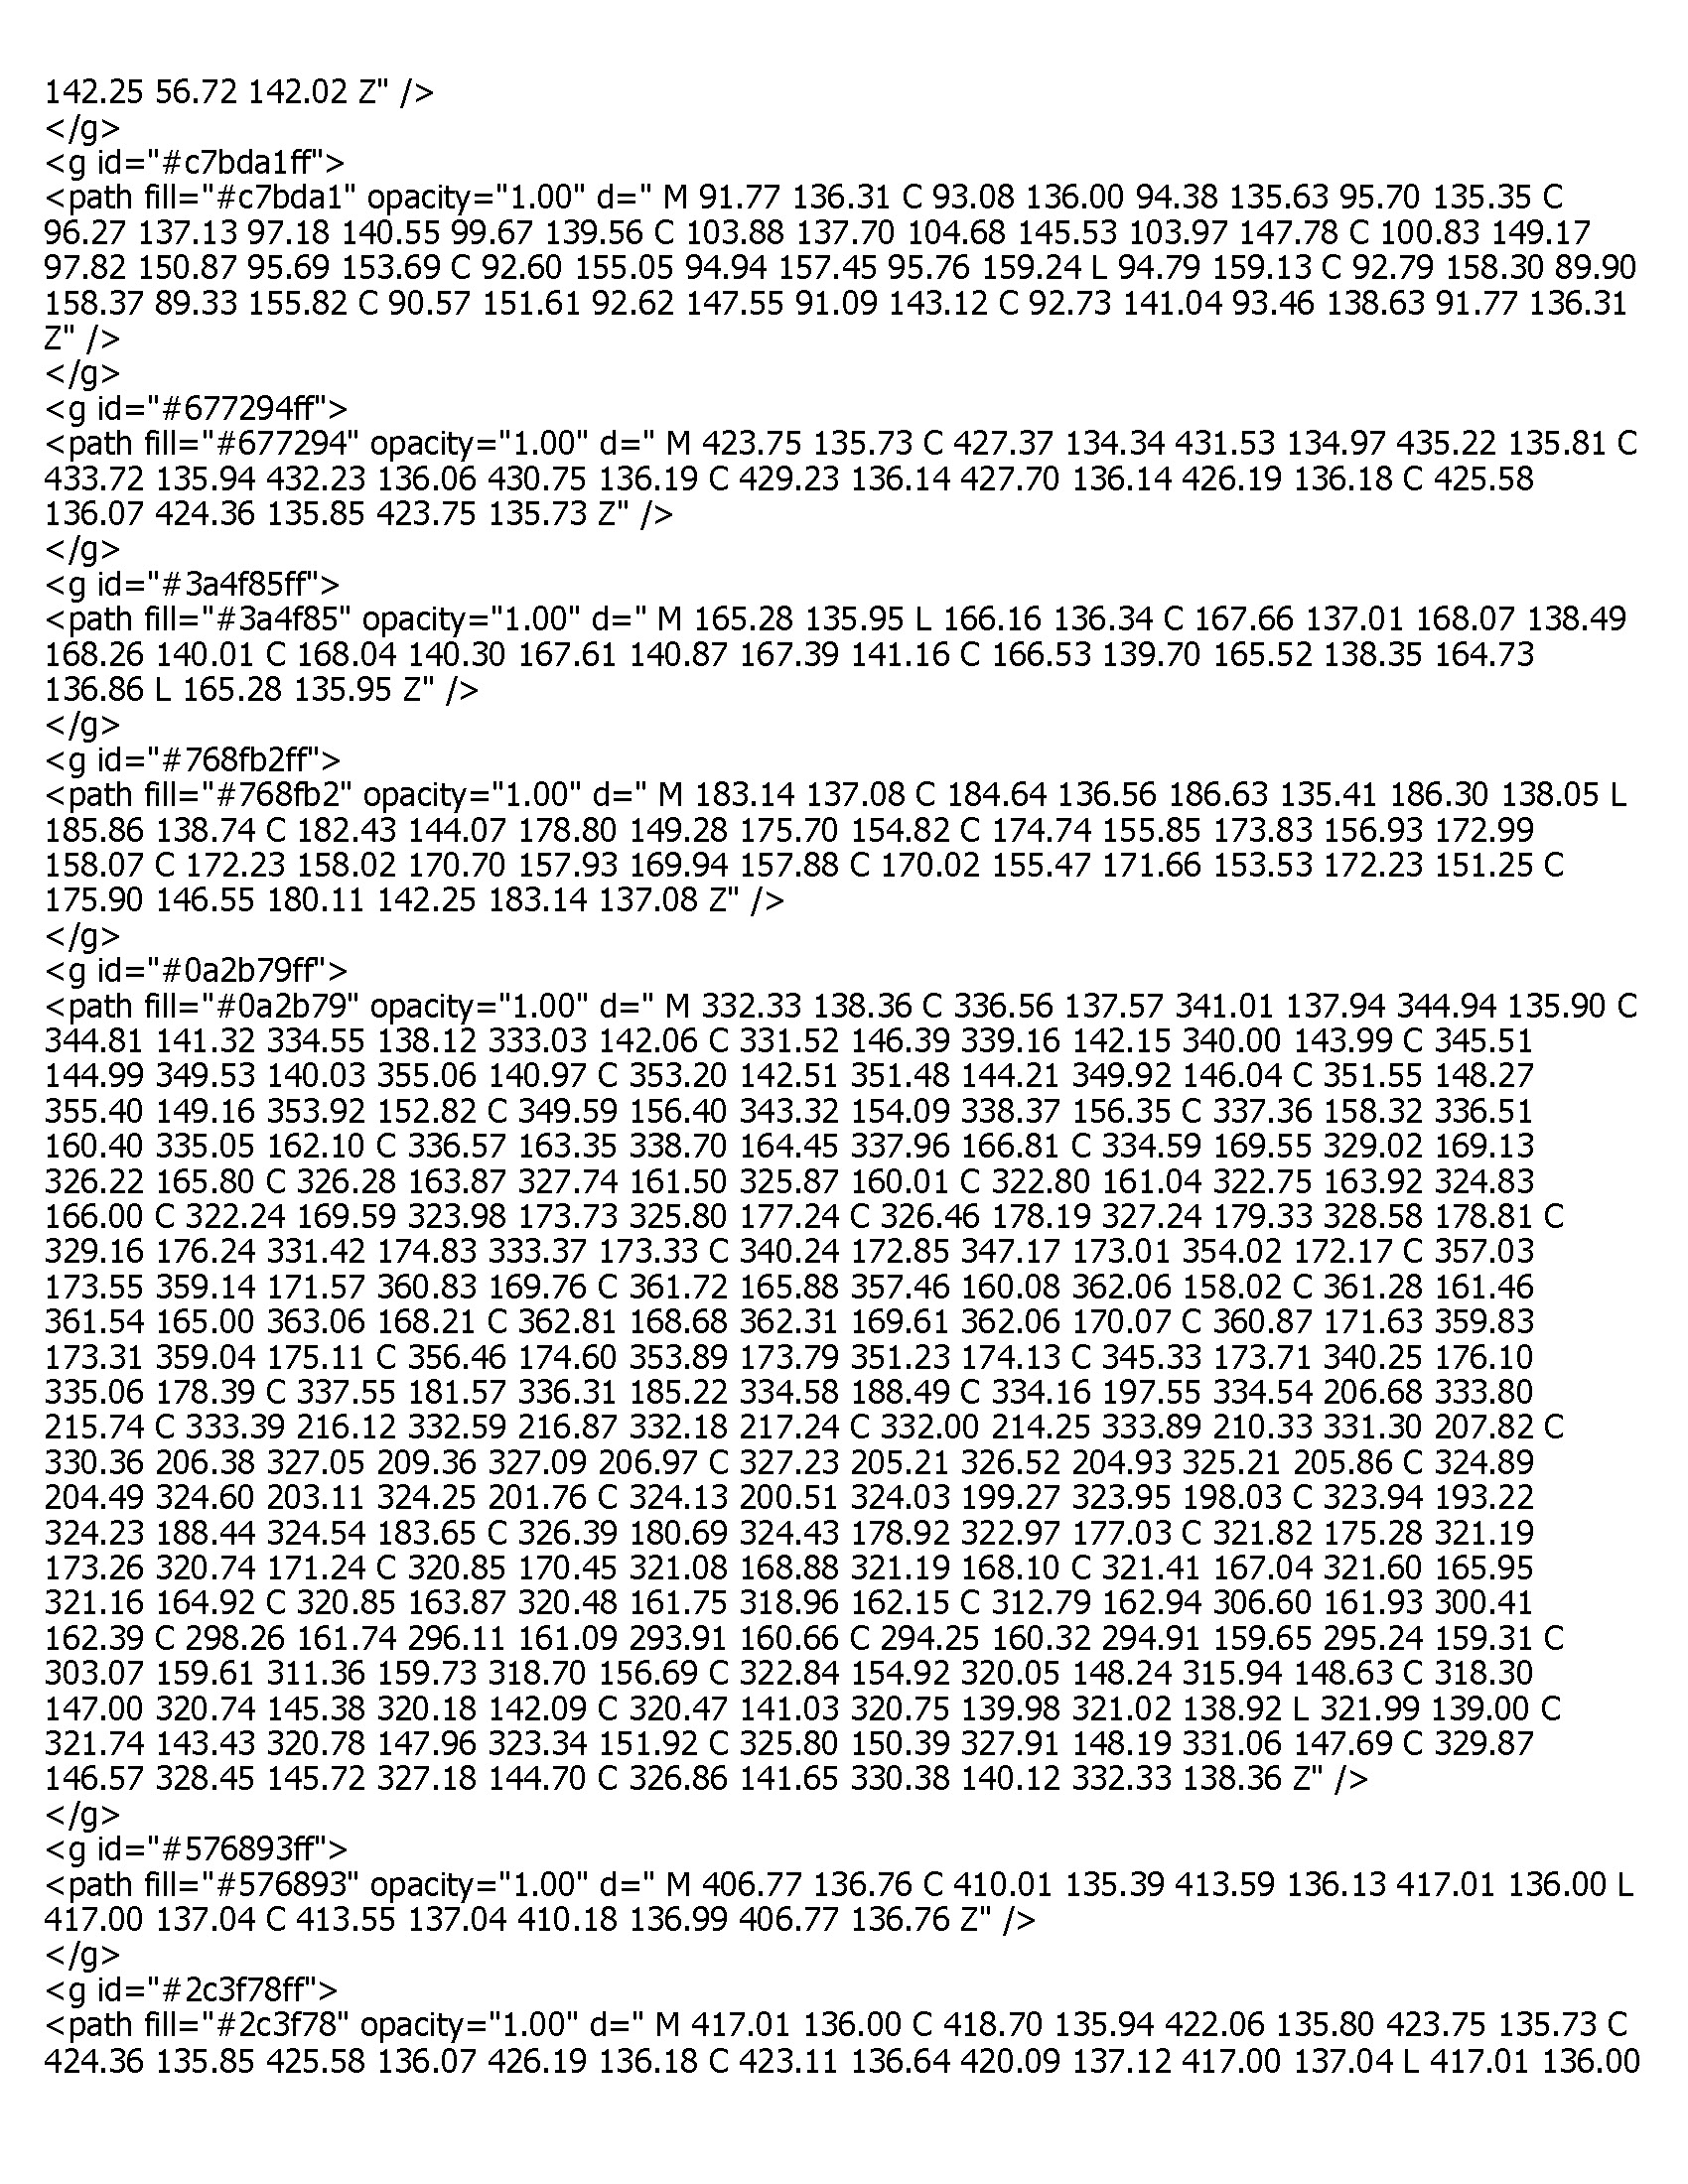 142.25 56.72 142.02 Z" />
</g>
<g id="#c7bda1ff">
<path fill="#c7bda1" opacity="1.00" d=" M 91.77 136.31 C 93.08 136.00 94.38 135.63 95.70 135.35 C
96.27 137.13 97.18 140.55 99.67 139.56 C 103.88 137.70 104.68 145.53 103.97 147.78 C 100.83 149.17
97.82 150.87 95.69 153.69 C 92.60 155.05 94.94 157.45 95.76 159.24 L 94.79 159.13 C 92.79 158.30 89.90
158.37 89.33 155.82 C 90.57 151.61 92.62 147.55 91.09 143.12 C 92.73 141.04 93.46 138.63 91.77 136.31
Z" />
</g>
<g id="#677294ff">
<path fill="#677294" opacity="1.00" d=" M 423.75 135.73 C 427.37 134.34 431.53 134.97 435.22 135.81 C
433.72 135.94 432.23 136.06 430.75 136.19 C 429.23 136.14 427.70 136.14 426.19 136.18 C 425.58
136.07 424.36 135.85 423.75 135.73 Z" />
</g>
<g id="#3a4f85ff">
<path fill="#3a4f85" opacity="1.00" d=" M 165.28 135.95 L 166.16 136.34 C 167.66 137.01 168.07 138.49
168.26 140.01 C 168.04 140.30 167.61 140.87 167.39 141.16 C 166.53 139.70 165.52 138.35 164.73
136.86 L 165.28 135.95 Z" />
</g>
<g id="#768fb2ff">
<path fill="#768fb2" opacity="1.00" d=" M 183.14 137.08 C 184.64 136.56 186.63 135.41 186.30 138.05 L
185.86 138.74 C 182.43 144.07 178.80 149.28 175.70 154.82 C 174.74 155.85 173.83 156.93 172.99
158.07 C 172.23 158.02 170.70 157.93 169.94 157.88 C 170.02 155.47 171.66 153.53 172.23 151.25 C
175.90 146.55 180.11 142.25 183.14 137.08 Z" />
</g>
<g id="#0a2b79ff">
<path fill="#0a2b79" opacity="1.00" d=" M 332.33 138.36 C 336.56 137.57 341.01 137.94 344.94 135.90 C
344.81 141.32 334.55 138.12 333.03 142.06 C 331.52 146.39 339.16 142.15 340.00 143.99 C 345.51
144.99 349.53 140.03 355.06 140.97 C 353.20 142.51 351.48 144.21 349.92 146.04 C 351.55 148.27
355.40 149.16 353.92 152.82 C 349.59 156.40 343.32 154.09 338.37 156.35 C 337.36 158.32 336.51
160.40 335.05 162.10 C 336.57 163.35 338.70 164.45 337.96 166.81 C 334.59 169.55 329.02 169.13
326.22 165.80 C 326.28 163.87 327.74 161.50 325.87 160.01 C 322.80 161.04 322.75 163.92 324.83
166.00 C 322.24 169.59 323.98 173.73 325.80 177.24 C 326.46 178.19 327.24 179.33 328.58 178.81 C
329.16 176.24 331.42 174.83 333.37 173.33 C 340.24 172.85 347.17 173.01 354.02 172.17 C 357.03
173.55 359.14 171.57 360.83 169.76 C 361.72 165.88 357.46 160.08 362.06 158.02 C 361.28 161.46
361.54 165.00 363.06 168.21 C 362.81 168.68 362.31 169.61 362.06 170.07 C 360.87 171.63 359.83
173.31 359.04 175.11 C 356.46 174.60 353.89 173.79 351.23 174.13 C 345.33 173.71 340.25 176.10
335.06 178.39 C 337.55 181.57 336.31 185.22 334.58 188.49 C 334.16 197.55 334.54 206.68 333.80
215.74 C 333.39 216.12 332.59 216.87 332.18 217.24 C 332.00 214.25 333.89 210.33 331.30 207.82 C
330.36 206.38 327.05 209.36 327.09 206.97 C 327.23 205.21 326.52 204.93 325.21 205.86 C 324.89
204.49 324.60 203.11 324.25 201.76 C 324.13 200.51 324.03 199.27 323.95 198.03 C 323.94 193.22
324.23 188.44 324.54 183.65 C 326.39 180.69 324.43 178.92 322.97 177.03 C 321.82 175.28 321.19
173.26 320.74 171.24 C 320.85 170.45 321.08 168.88 321.19 168.10 C 321.41 167.04 321.60 165.95
321.16 164.92 C 320.85 163.87 320.48 161.75 318.96 162.15 C 312.79 162.94 306.60 161.93 300.41
162.39 C 298.26 161.74 296.11 161.09 293.91 160.66 C 294.25 160.32 294.91 159.65 295.24 159.31 C
303.07 159.61 311.36 159.73 318.70 156.69 C 322.84 154.92 320.05 148.24 315.94 148.63 C 318.30
147.00 320.74 145.38 320.18 142.09 C 320.47 141.03 320.75 139.98 321.02 138.92 L 321.99 139.00 C
321.74 143.43 320.78 147.96 323.34 151.92 C 325.80 150.39 327.91 148.19 331.06 147.69 C 329.87
146.57 328.45 145.72 327.18 144.70 C 326.86 141.65 330.38 140.12 332.33 138.36 Z" />
</g>
<g id="#576893ff">
<path fill="#576893" opacity="1.00" d=" M 406.77 136.76 C 410.01 135.39 413.59 136.13 417.01 136.00 L
417.00 137.04 C 413.55 137.04 410.18 136.99 406.77 136.76 Z" />
</g>
<g id="#2c3f78ff">
<path fill="#2c3f78" opacity="1.00" d=" M 417.01 136.00 C 418.70 135.94 422.06 135.80 423.75 135.73 C
424.36 135.85 425.58 136.07 426.19 136.18 C 423.11 136.64 420.09 137.12 417.00 137.04 L 417.01 136.00